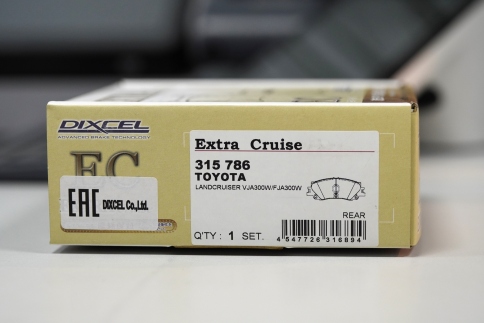 DIXCEL
ADVANCED BRAKE TECHNOLOGY
EC
EAC DIXCEL Co.,Ltd.
Extra Cruise
315 786
TOYOTA
LANDCRUISER VJA300W/FJA300W
REAR
Q'TY : 1 SET.
4 547726 316894